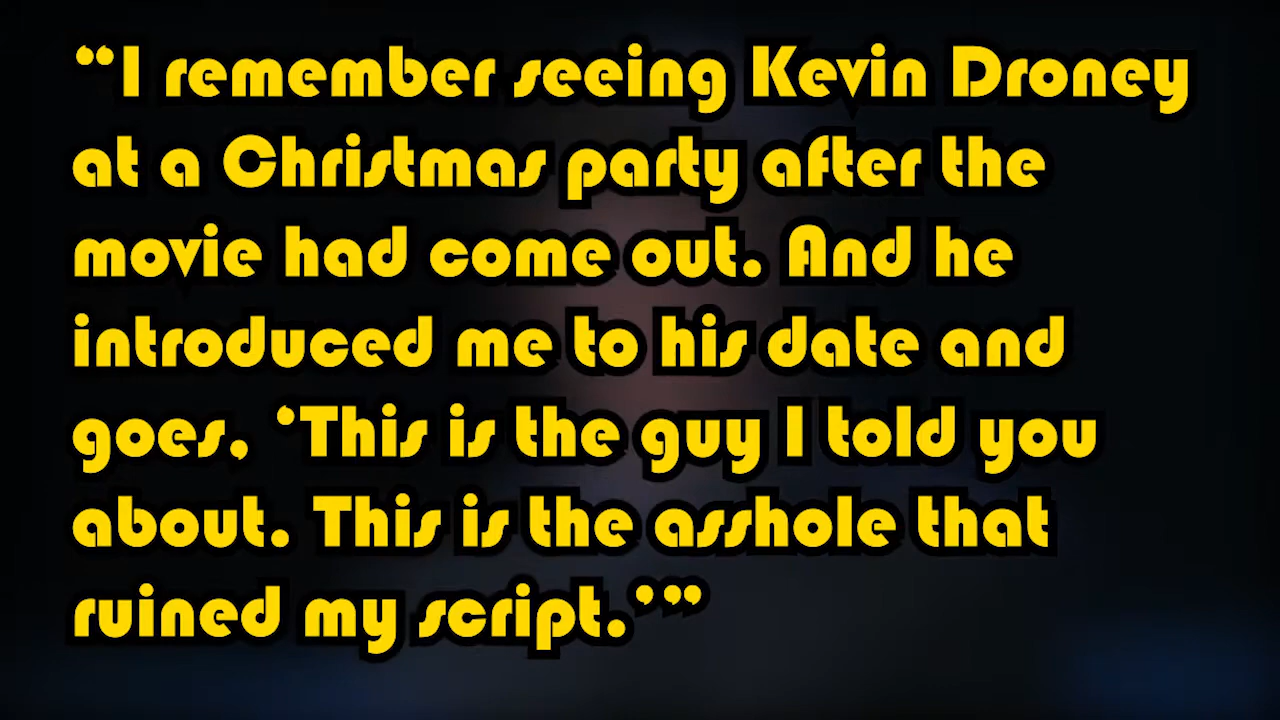 “I remember seeing Kevin Droney
at a Christmas party after the
movie had come out. And he
introduced me to his date and
goes, ‘This is the guy I told you
about. This is the asshole that
ruined my script.’”